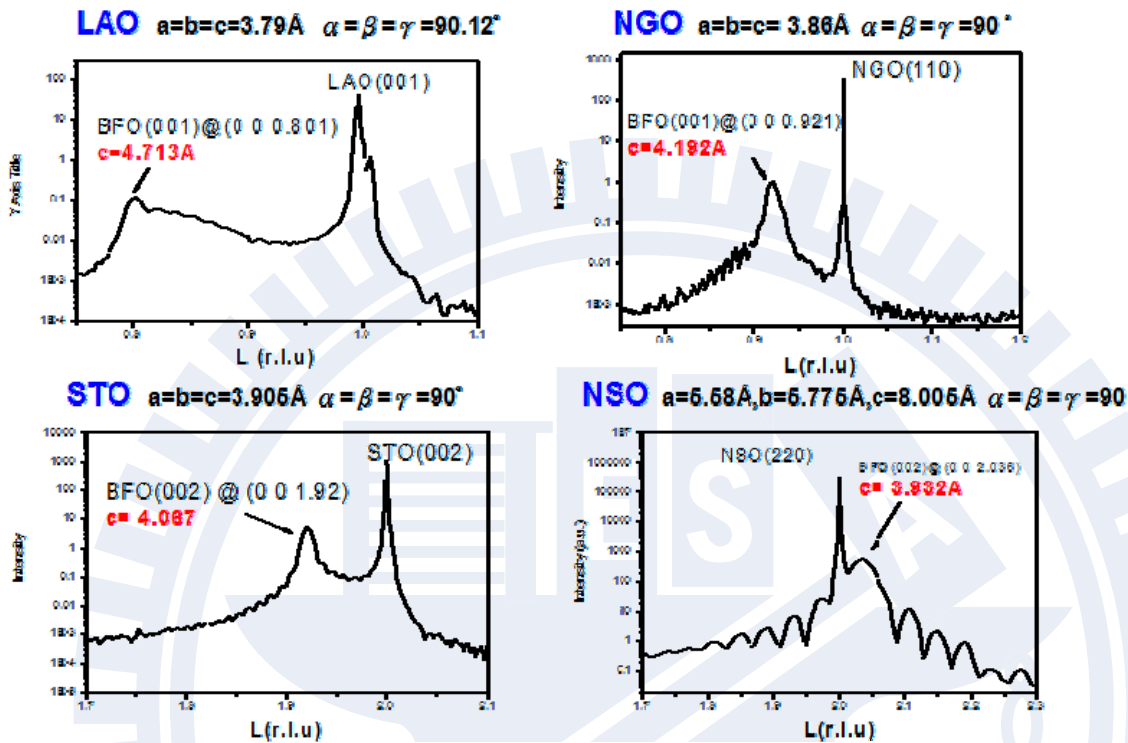 LAO a=b=c=3.79Å α=β=γ=90.12°
LAO(001)
BFO(001)@(0 0 0.801)
c=4.713A
Y Axis Title
100
10
1
0.1
0.01
1E-3
1E-4
0.8 0.9 1.0 1.1
L (r.l.u)
NGO a=b=c= 3.86Å α=β=γ=90 °
NGO(110)
BFO(001)@(0 0 0.921)
c=4.192A
Intensity
1000
100
10
1
0.1
0.01
1E-3
0.8 0.9 1.0 1.1 1.2
L(r.l.u)
STO a=b=c=3.905Å α=β=γ=90°
STO(002)
BFO(002) @ (0 0 1.92)
c= 4.067
Intensity
10000
1000
100
10
1
0.1
0.01
1E-3
1E-4
1E-5
1.7 1.8 1.9 2.0 2.1
L(r.l.u)
NSO a=5.58Å,b=5.775Å,c=8.005Å α=β=γ=90
NSO(220)
BFO(002)@(0 0 2.036)
c= 3.932A
Intensity(a.u.)
1E7
1000000
100000
10000
1000
100
10
1
0.1
1.7 1.8 1.9 2.0 2.1 2.2 2.3
L(r.l.u)